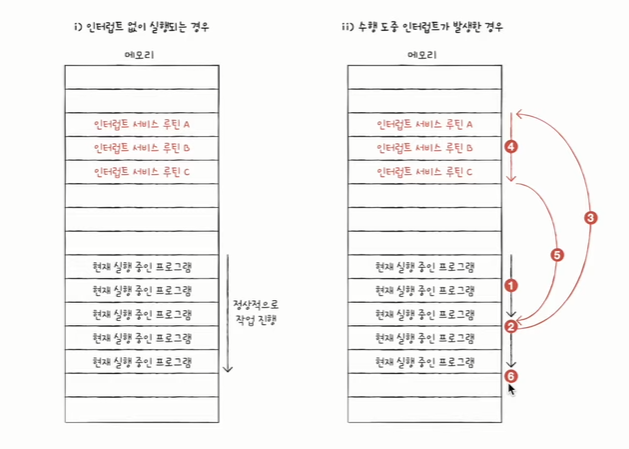 i) 인터럽트 없이 실행되는 경우
메모리
인터럽트 서비스 루틴 A
인터럽트 서비스 루틴 B
인터럽트 서비스 루틴 C
현재 실행 중인 프로그램
현재 실행 중인 프로그램
현재 실행 중인 프로그램
현재 실행 중인 프로그램
현재 실행 중인 프로그램
정상적으로
작업 진행
ii) 수행 도중 인터럽트가 발생한 경우
메모리
인터럽트 서비스 루틴 A
인터럽트 서비스 루틴 B
인터럽트 서비스 루틴 C
현재 실행 중인 프로그램
현재 실행 중인 프로그램
현재 실행 중인 프로그램
현재 실행 중인 프로그램
현재 실행 중인 프로그램
4
3
5
1
2
6